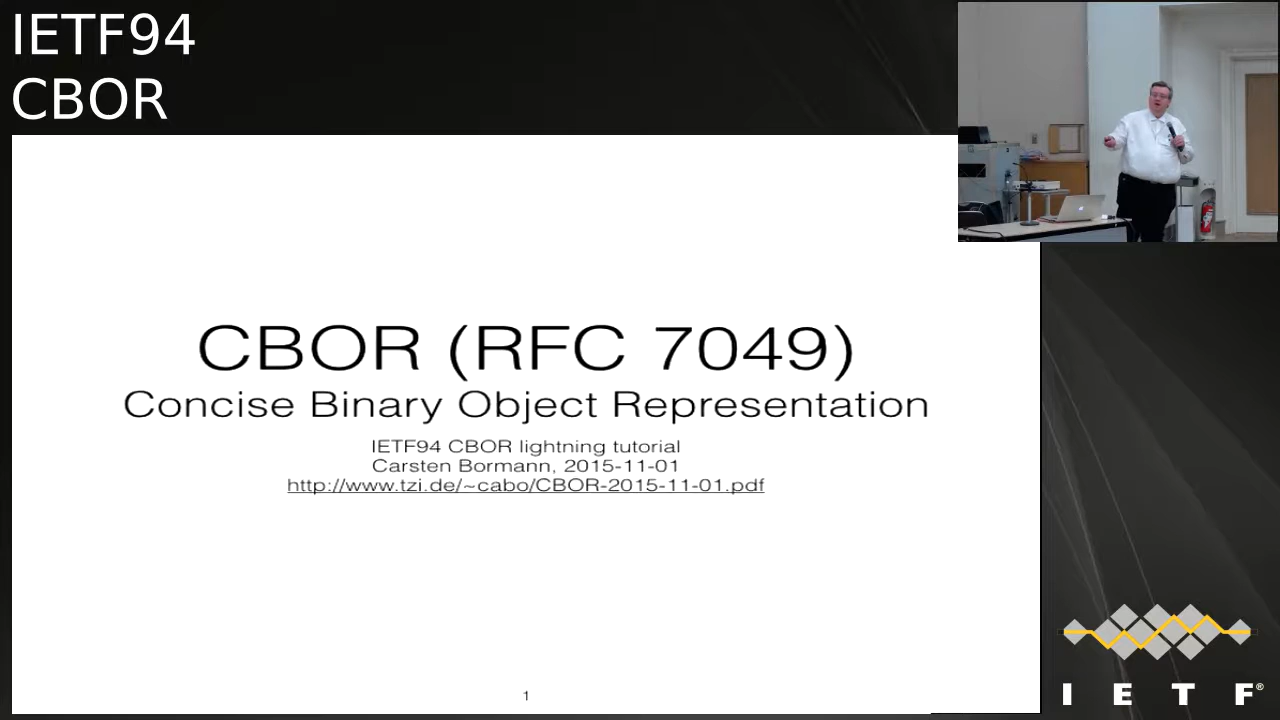 IETF94
CBOR
CBOR (RFC 7049)
Concise Binary Object Representation
IETF94 CBOR lightning tutorial
Carsten Bormann, 2015-11-01
http://www.tzi.de/~cabo/CBOR-2015-11-01.pdf
1
I E T F®